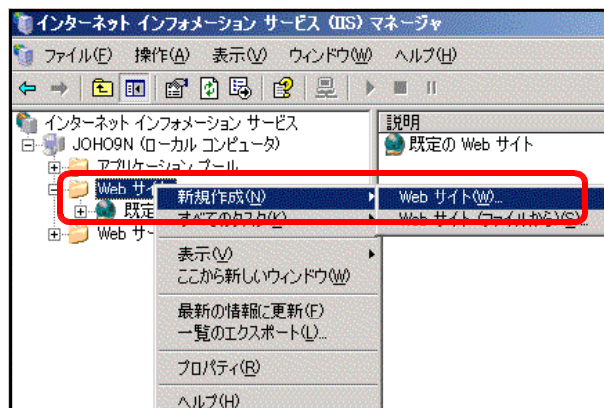 インターネット インフォメーション サービス (IIS) マネージャ
ファイル(F) 操作(A) 表示(V) ウィンドウ(W) ヘルプ(H)
インターネット インフォメーション サービス
JOHO9N (ローカル コンピュータ)
アプリケーション プール
Web サイ
既定
Web サー
説明
既定の Web サイト
新規作成(N)
すべてのタスク(K)
表示(V)
ここから新しいウィンドウ(W)
最新の情報に更新(F)
一覧のエクスポート(L)...
プロパティ(R)
ヘルプ(H)
Web サイト(W)...
Web サイト (ファイルから)(S)...